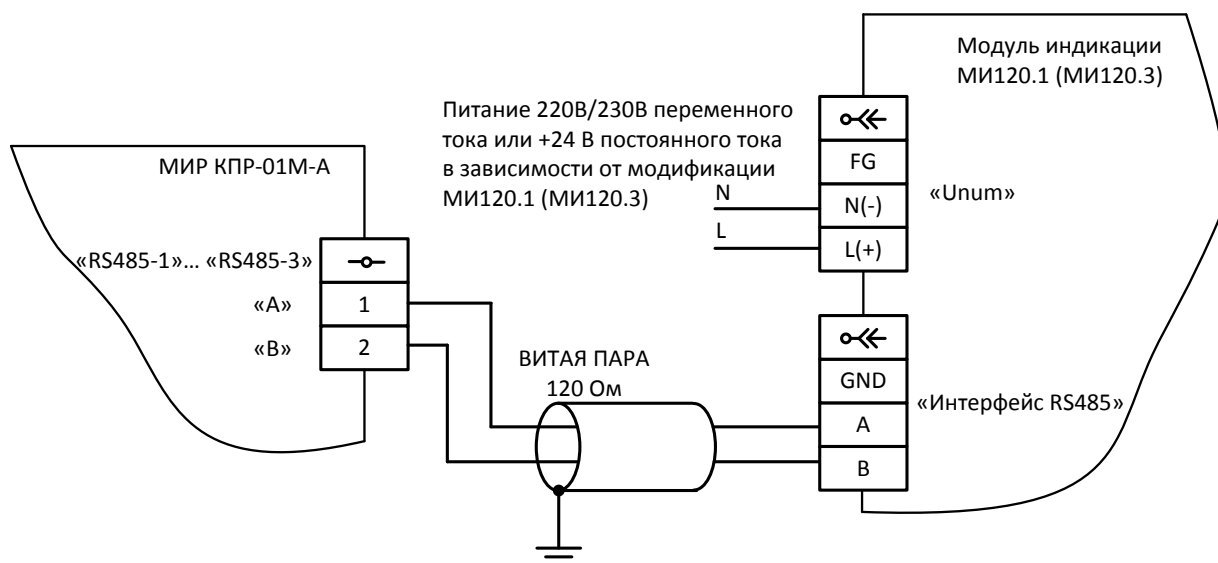 Модуль индикации
МИ120.1 (МИ120.3)
Питание 220В/230В переменного
тока или +24 В постоянного тока
в зависимости от модификации
МИ120.1 (МИ120.3)
N
L
FG
N(-)
L(+)
«Unum»
МИР КПР-01М-А
«RS485-1»... «RS485-3»
«А»
1
«В»
2
ВИТАЯ ПАРА
120 Ом
GND
A
B
«Интерфейс RS485»